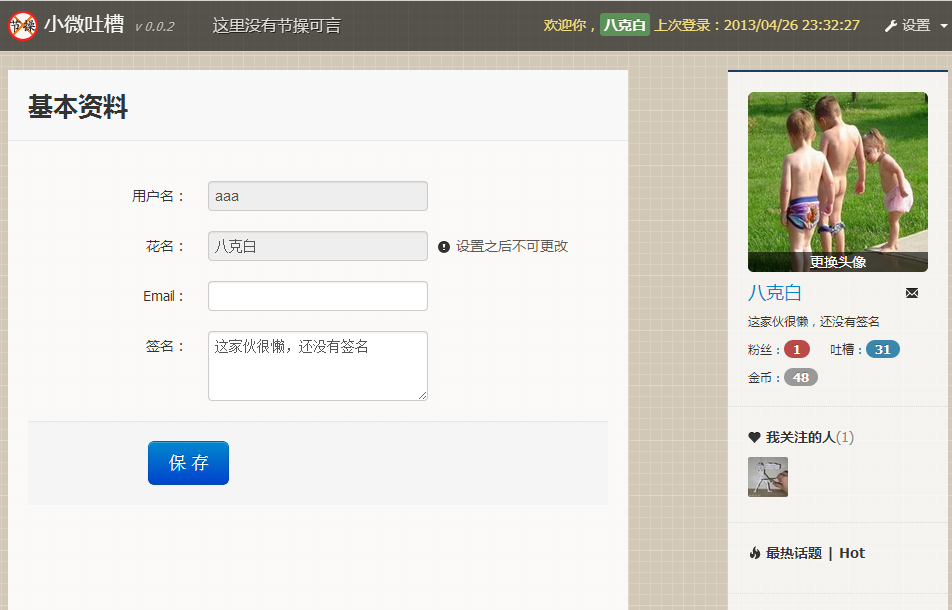 节操 小微吐槽 v 0.0.2 这里没有节操可言 欢迎你，八克白 上次登录：2013/04/26 23:32:27 设置
基本资料
用户名： aaa
花名： 八克白 设置之后不可更改
Email：
签名： 这家伙很懒，还没有签名
保 存
更换头像
八克白
这家伙很懒，还没有签名
粉丝： 1 吐槽： 31
金币： 48
我关注的人(1)
最热话题 | Hot